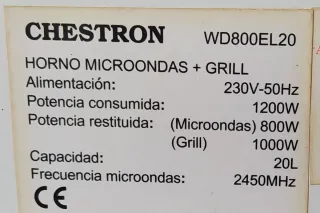 CHESTRON WD800EL20
HORNO MICROONDAS + GRILL
Alimentación: 230V-50Hz
Potencia consumida: 1200W
Potencia restituida: (Microondas) 800W
(Grill) 1000W
Capacidad: 20L
Frecuencia microondas: 2450MHz
CE